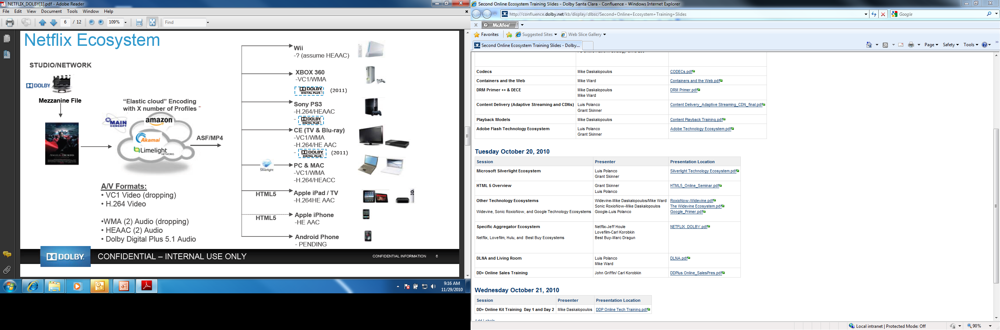 NETFLIX_DOLBY[1].pdf - Adobe Reader
File Edit View Document Tools Window Help
6 / 12 109% Find
Netflix Ecosystem
STUDIO/NETWORK
DOLBY
Mezzanine File
ANGELS & DEMONS
“Elastic cloud” Encoding
with X number of Profiles
MAIN
CONCEPT
amazon
Akamai
Limelight
NETWORKS
ASF/MP4
A/V Formats:
• VC1 Video (dropping)
• H.264 Video
•WMA (2) Audio (dropping)
• HEAAC (2) Audio
• Dolby Digital Plus 5.1 Audio
Wii
-? (assume HEAAC)
XBOX 360
-VC1/WMA
DOLBY
DIGITAL PLUS
(2011)
Sony PS3
-H.264/HEAAC
- DOLBY
DIGITAL PLUS
CE (TV & Blu-ray)
-VC1/WMA
-H.264/HE AAC
- DOLBY
DIGITAL PLUS
(2011)
Silverlight
PC & MAC
-VC1/WMA
-H.264/HEACC
HTML5
Apple iPad / TV
-H.264HE AAC
HTML5
Apple iPhone
-HE AAC
Android Phone
- PENDING
DOLBY. CONFIDENTIAL – INTERNAL USE ONLY CONFIDENTIAL INFORMATION 6
9:16 AM
11/29/2010
Second Online Ecosystem Training Slides - Dolby Santa Clara - Confluence - Windows Internet Explorer
http://confluence.dolby.net/kb/display/dlbsc/Second+Online+Ecosystem+Training+Slides
Google
x McAfee
Favorites Suggested Sites Web Slice Gallery
Second Online Ecosystem Training Slides - Dolby... Page Safety Tools
Codecs Mike Daskalopoulos CODECs.pdf
Containers and the Web Mike Ward Containers and the Web.pdf
DRM Primer ++ & DECE Mike Daskalopoulos DRM Primer.pdf
Mike Ward
Content Delivery (Adaptive Streaming and CDNs) Luis Polanco Content Delivery_Adaptive Streaming_CDN_final.pdf
Grant Skinner
Playback Models Mike Daskalopoulos Content Playback Training.pdf
Adobe Flash Technology Ecosystem Luis Polanco Adobe Technology Ecosystem.pdf
Grant Skinner
Tuesday October 20, 2010
Session Presenter Presentation Location
Microsoft Silverlight Ecosystem Luis Polanco Silverlight Technology Ecosystem.pdf
Grant Skinner
HTML 5 Overview Grant Skinner HTML5_Online_Seminar.pdf
Luis Polanco
Other Technology Ecosystems Widevine-Mike Daskalopoulos/Mike Ward RoxioNow-Widevine.pdf
Sonic RoxioNow-Mike Daskalopoulos The Widevine Ecosystem.pdf
Widevine, Sonic RoxioNow, and Google Technology Ecosystems Google-Luis Polanco Google_Primer.pdf
Specific Aggregator Ecosystem Netflix-Jeff Houle NETFLIX_DOLBY.pdf
Lovefilm-Carl Korobkin
Netflix, Lovefilm, Hulu, and Best Buy Ecosystems Best Buy-Marc Dragun
DLNA and Living Room Luis Polanco DLNA.pdf
Mike Ward
DD+ Online Sales Training John Griffin/ Carl Korobkin DDPlus Online_SalesPres.pdf
Wednesday October 21, 2010
Session Presenter Presentation Location
DD+ Online Kit Training Day 1 and Day 2 Mike Daskalopoulos DDP Online Tech Training.pdf
Add Labels
Local intranet | Protected Mode: Off 90%